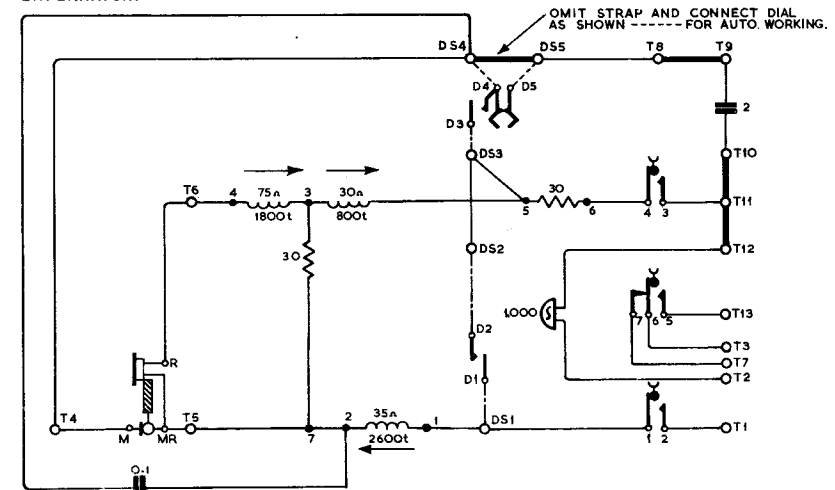 OMIT STRAP AND CONNECT DIAL
AS SHOWN ------ FOR AUTO. WORKING.
DS4
DS5
T8
T9
D4
D5
2
D3
DS3
T10
T6
4
75Ω
1800t
3
30Ω
800t
5
30
6
4
3
T11
30
DS2
T12
1,000
D2
7
6
5
T13
T3
R
D1
T7
T2
T4
M
MR
T5
7
2
35Ω
2600t
1
DS1
1
2
T1
0·1